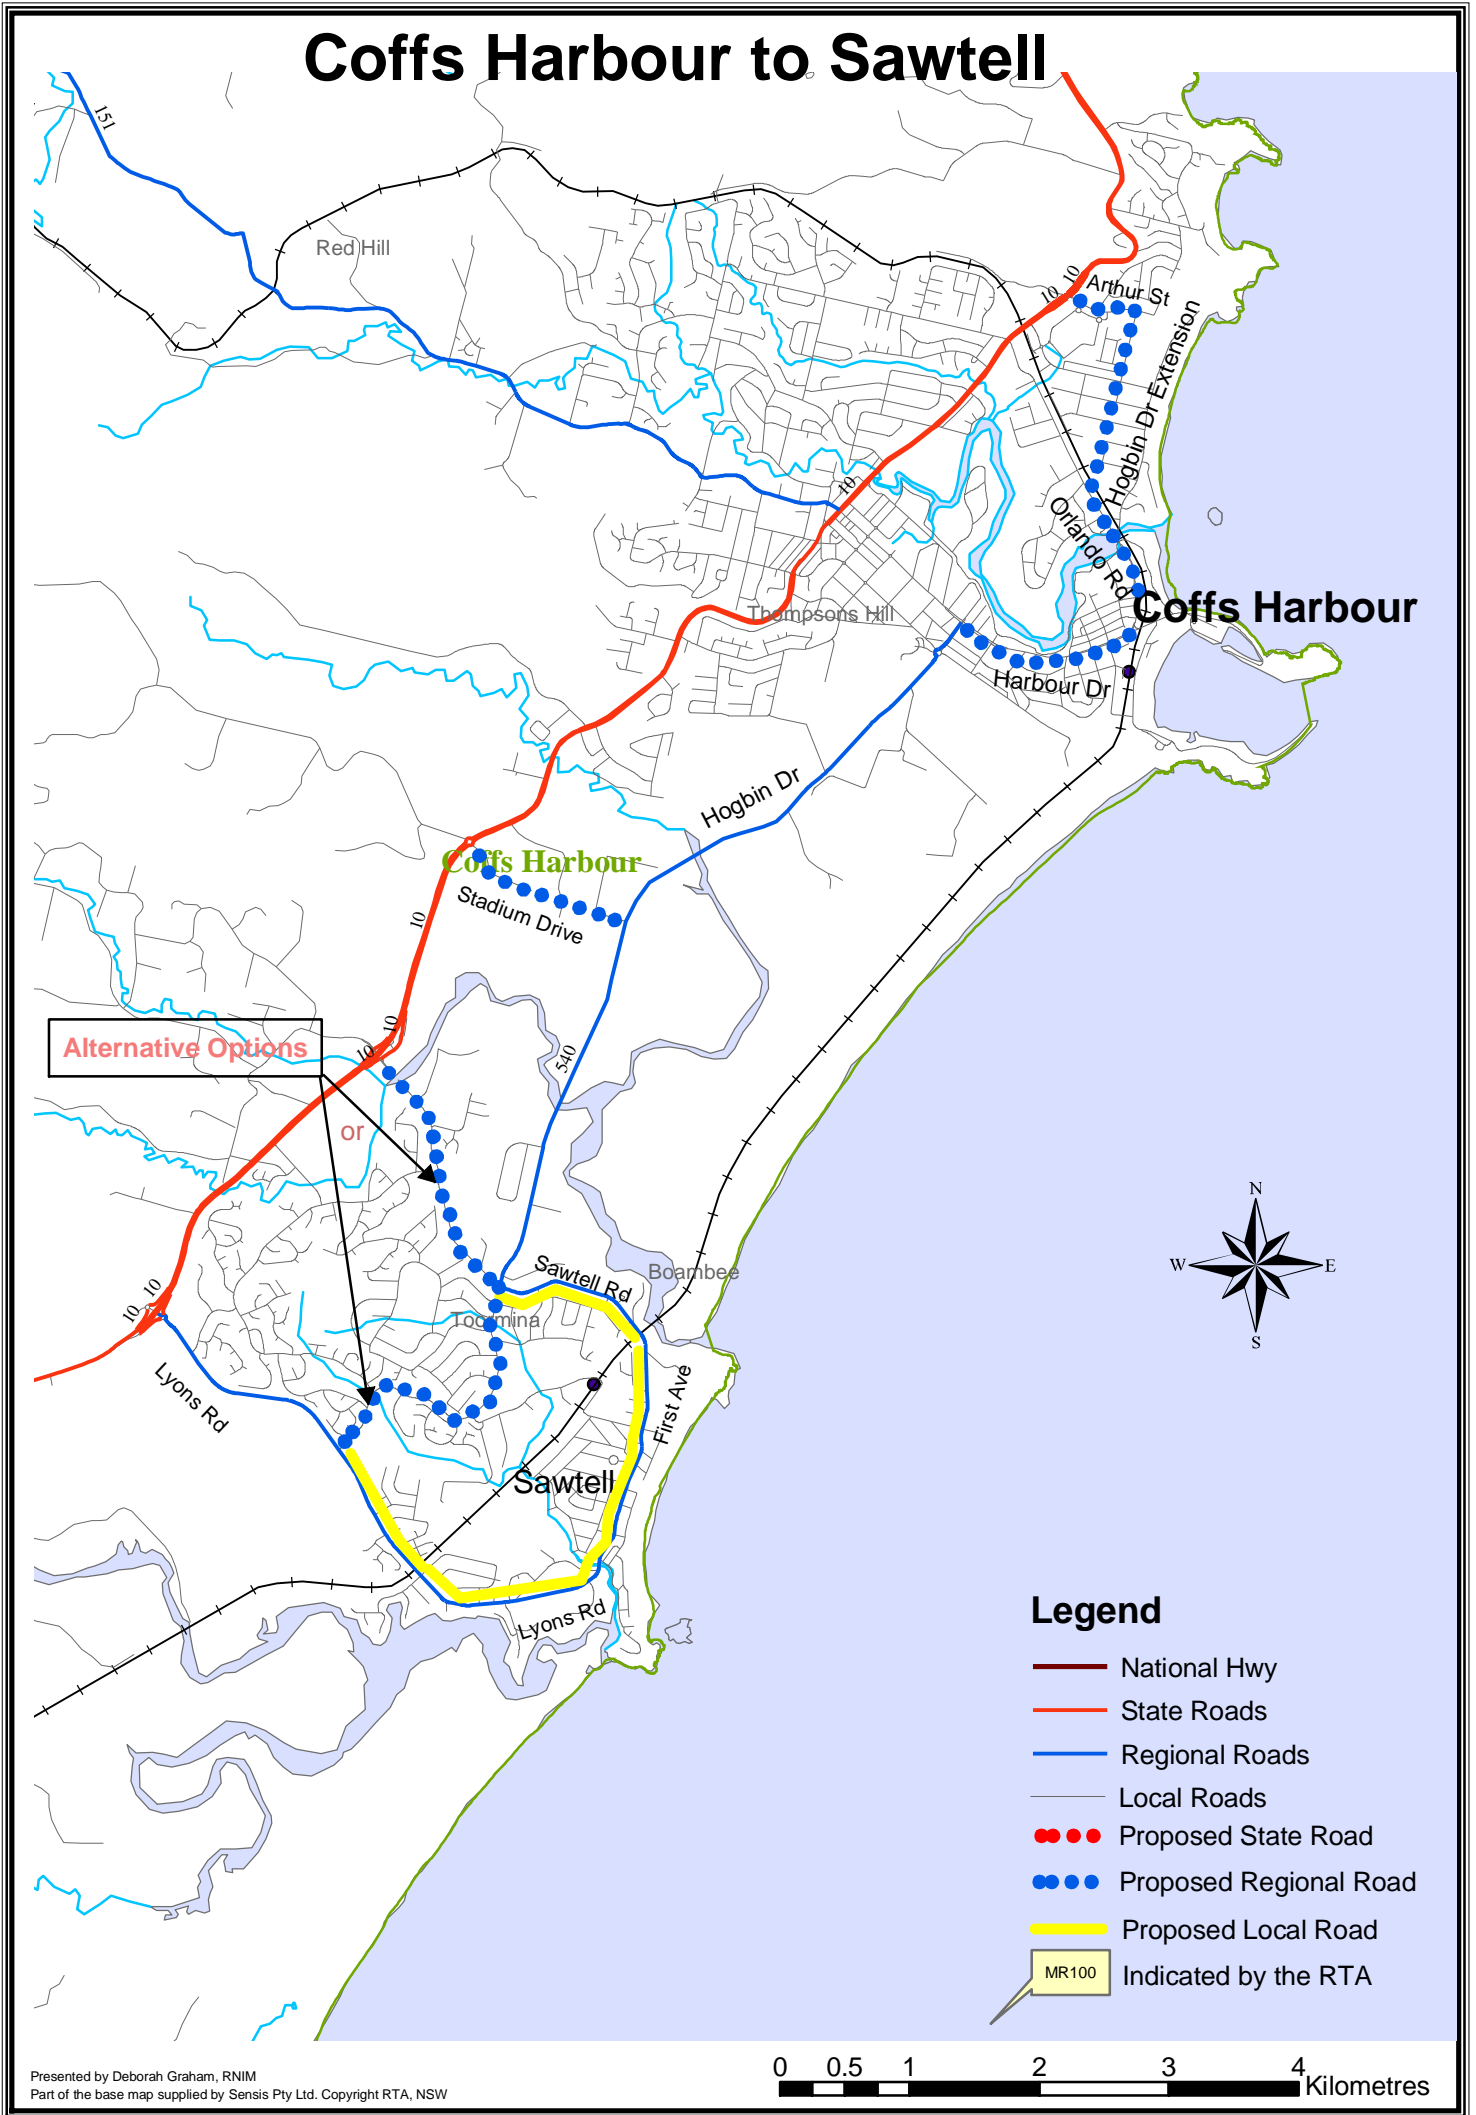 Coffs Harbour to Sawtell
151
Red Hill
10
10
Arthur St
Hogbin Dr Extension
10
Orlando Rd
Coffs Harbour
Thompsons Hill
Harbour Dr
Hogbin Dr
Coffs Harbour
Stadium Drive
10
10
10
Alternative Options
540
or
N
W
E
S
Sawtell Rd
Boambee
10
10
Toormina
Lyons Rd
First Ave
Sawtell
Lyons Rd
Legend
National Hwy
State Roads
Regional Roads
Local Roads
Proposed State Road
Proposed Regional Road
Proposed Local Road
MR100
Indicated by the RTA
0 0.5 1 2 3 4
Kilometres
Presented by Deborah Graham, RNIM
Part of the base map supplied by Sensis Pty Ltd. Copyright RTA, NSW